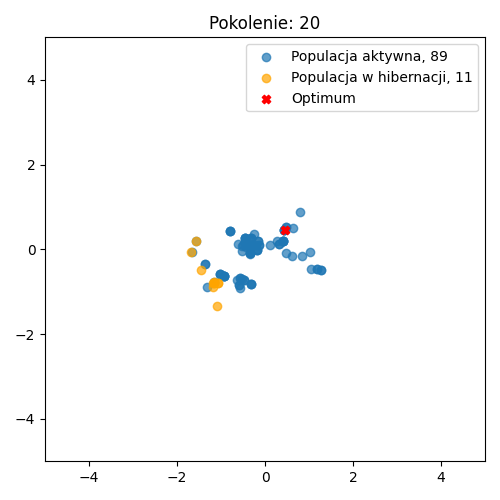 Pokolenie: 20
Populacja aktywna, 89
Populacja w hibernacji, 11
Optimum
4
2
0
−2
−4
−4
−2
0
2
4